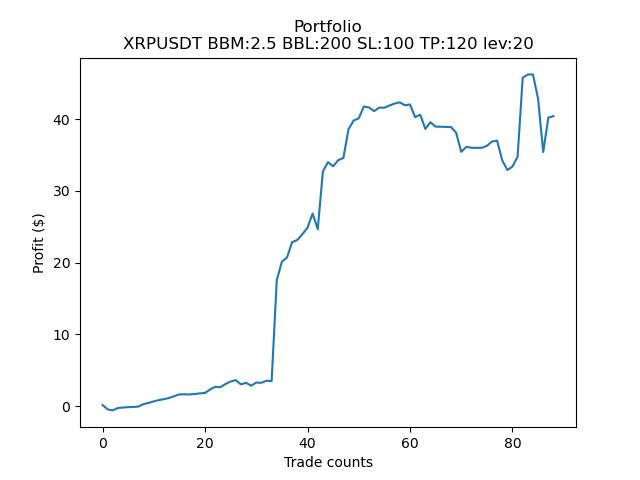 Portfolio
XRPUSDT BBM:2.5 BBL:200 SL:100 TP:120 lev:20
40
30
20
10
0
Profit ($)
0 20 40 60 80
Trade counts